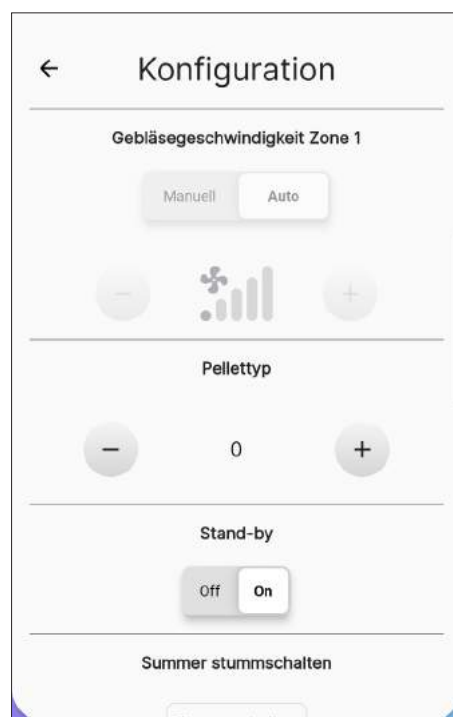 Konfiguration
Gebläsegeschwindigkeit Zone 1
Manuell Auto
Pellettyp
0
Stand-by
Off On
Summer stummschalten